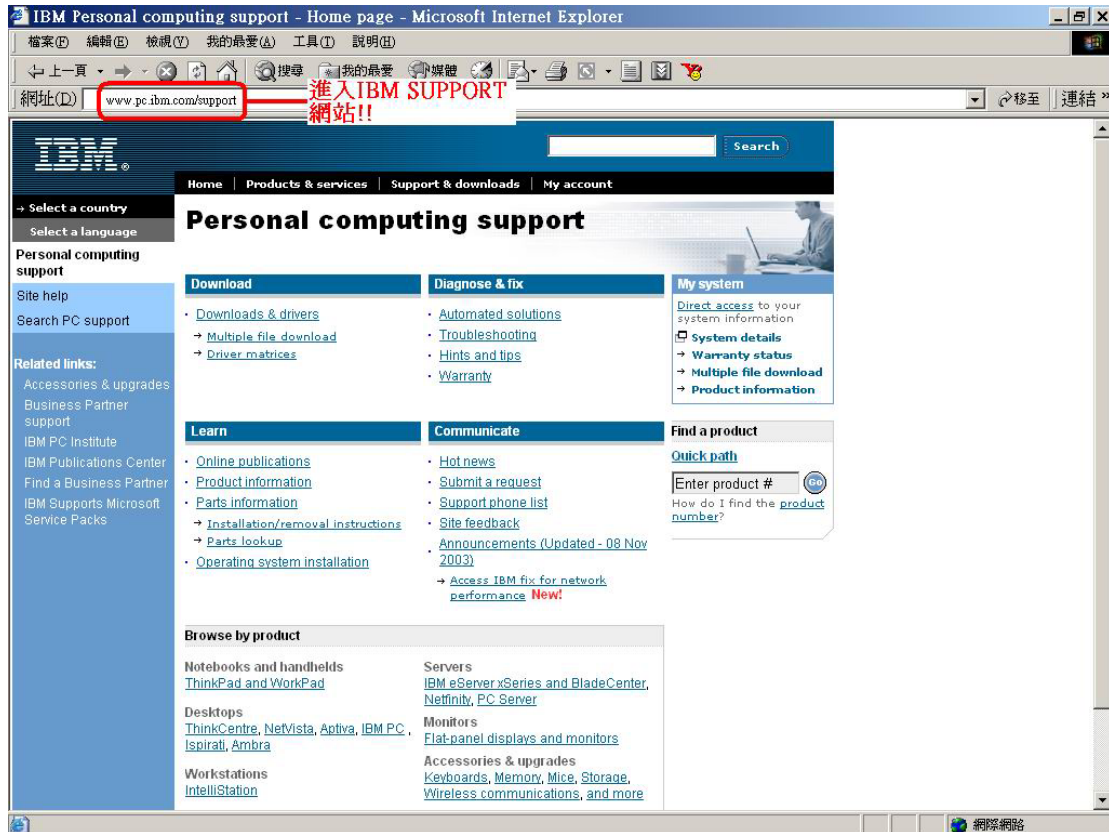 IBM Personal computing support - Home page - Microsoft Internet Explorer
檔案(F) 編輯(E) 檢視(V) 我的最愛(A) 工具(T) 說明(H)
上一頁 搜尋 我的最愛 媒體
網址(D) www.pc.ibm.com/support 移至 連結 »
進入IBM SUPPORT
網站!!
IBM®
Search
Home | Products & services | Support & downloads | My account
→ Select a country
Select a language
Personal computing
support
Site help
Search PC support
Related links:
Accessories & upgrades
Business Partner
support
IBM PC Institute
IBM Publications Center
Find a Business Partner
IBM Supports Microsoft
Service Packs
Personal computing support
Download
· Downloads & drivers
→ Multiple file download
→ Driver matrices
Diagnose & fix
· Automated solutions
· Troubleshooting
· Hints and tips
· Warranty
My system
Direct access to your
system information
System details
→ Warranty status
→ Multiple file download
→ Product information
Learn
· Online publications
· Product information
· Parts information
→ Installation/removal instructions
→ Parts lookup
· Operating system installation
Communicate
· Hot news
· Submit a request
· Support phone list
· Site feedback
· Announcements (Updated - 08 Nov
2003)
→ Access IBM fix for network
performance New!
Find a product
Quick path
Enter product # Go
How do I find the product
number?
Browse by product
Notebooks and handhelds
ThinkPad and WorkPad
Desktops
ThinkCentre, NetVista, Aptiva, IBM PC ,
Ispirati, Ambra
Workstations
IntelliStation
Servers
IBM eServer xSeries and BladeCenter,
Netfinity, PC Server
Monitors
Flat-panel displays and monitors
Accessories & upgrades
Keyboards, Memory, Mice, Storage,
Wireless communications, and more
網際網路